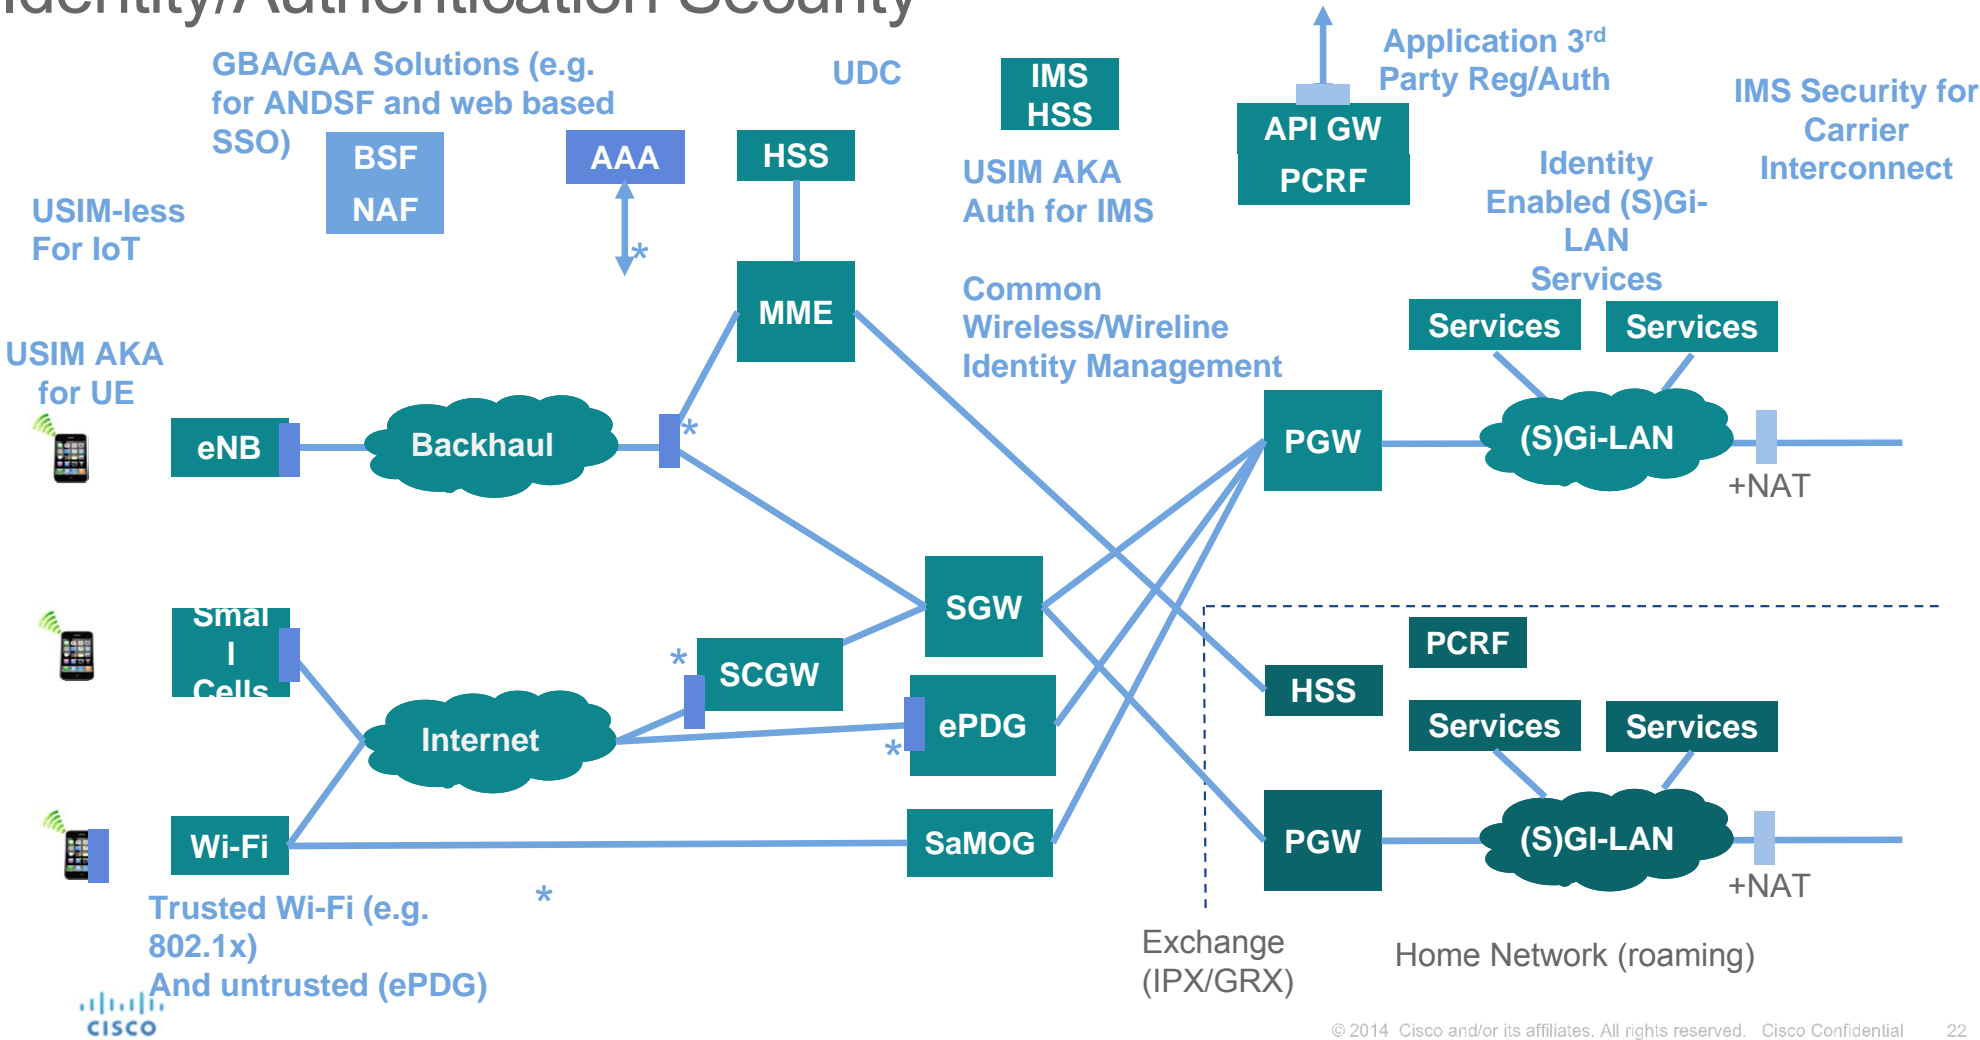 Identity/Authentication Security
GBA/GAA Solutions (e.g.
for ANDSF and web based
SSO)
BSF
NAF
AAA
*
HSS
UDC
IMS
HSS
USIM AKA
Auth for IMS
Application 3rd
Party Reg/Auth
API GW
PCRF
IMS Security for
Carrier
Interconnect
Identity
Enabled (S)Gi-
LAN
Services
USIM-less
For IoT
MME
Common
Wireless/Wireline
Identity Management
Services
Services
USIM AKA
for UE
eNB
Backhaul
*
PGW
(S)Gi-LAN
+NAT
Smal
l
Cells
SGW
*
SCGW
Internet
*
ePDG
PCRF
HSS
Services
Services
Wi-Fi
SaMOG
PGW
(S)GI-LAN
+NAT
*
Trusted Wi-Fi (e.g.
802.1x)
And untrusted (ePDG)
Exchange
(IPX/GRX)
Home Network (roaming)
CISCO
© 2014 Cisco and/or its affiliates. All rights reserved. Cisco Confidential 22